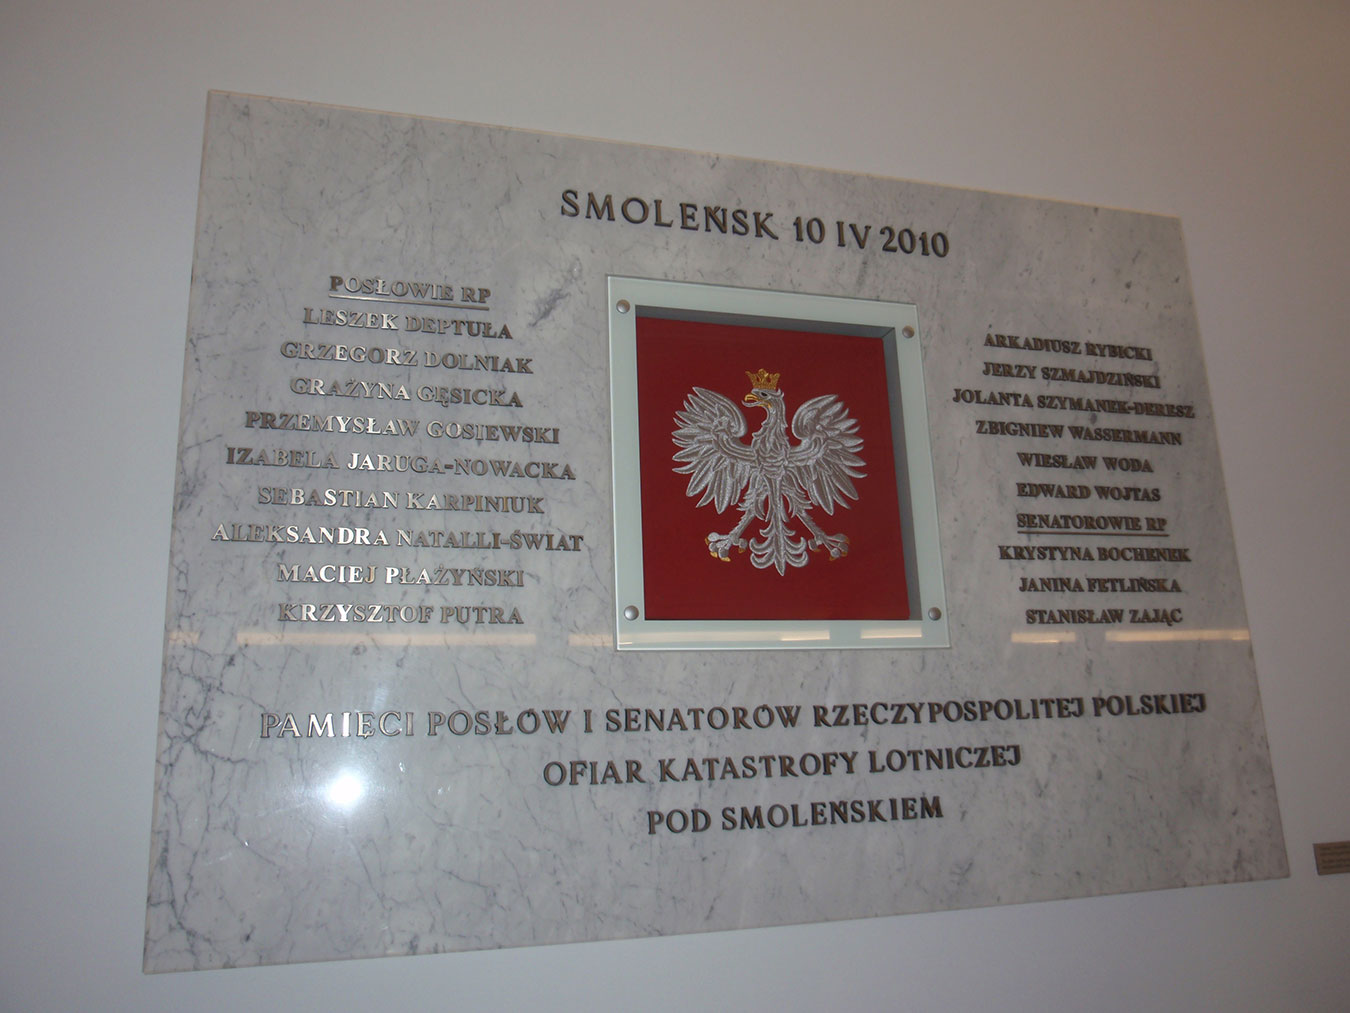 SMOLEŃSK 10 IV 2010
POSŁOWIE RP
LESZEK DEPTUŁA
GRZEGORZ DOLNIAK
GRAŻYNA GĘSICKA
PRZEMYSŁAW GOSIEWSKI
IZABELA JARUGA-NOWACKA
SEBASTIAN KARPINIUK
ALEKSANDRA NATALLI-ŚWIAT
MACIEJ PŁAŻYŃSKI
KRZYSZTOF PUTRA
ARKADIUSZ RYBICKI
JERZY SZMAJDZIŃSKI
JOLANTA SZYMANEK-DERESZ
ZBIGNIEW WASSERMANN
WIESŁAW WODA
EDWARD WOJTAS
SENATOROWIE RP
KRYSTYNA BOCHENEK
JANINA FETLIŃSKA
STANISŁAW ZAJĄC
PAMIĘCI POSŁÓW I SENATORÓW RZECZYPOSPOLITEJ POLSKIEJ
OFIAR KATASTROFY LOTNICZEJ
POD SMOLEŃSKIEM